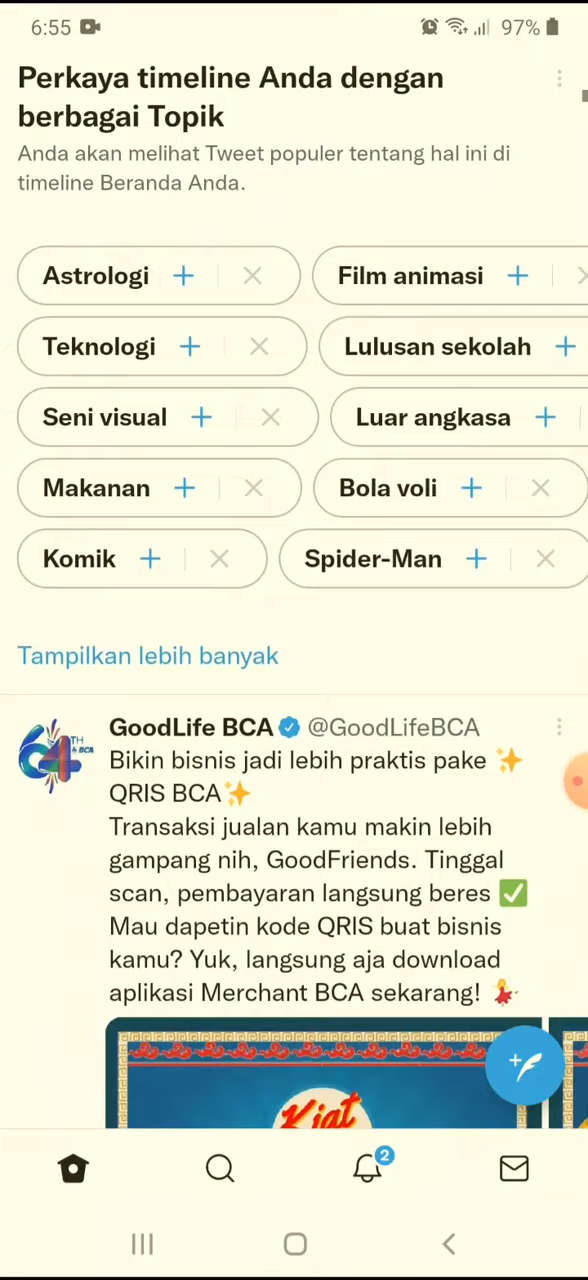 6:55
97%
Perkaya timeline Anda dengan
berbagai Topik
Anda akan melihat Tweet populer tentang hal ini di
timeline Beranda Anda.
Astrologi
Film animasi
Teknologi
Lulusan sekolah
Seni visual
Luar angkasa
Makanan
Bola voli
Komik
Spider-Man
Tampilkan lebih banyak
64TH BCA
GoodLife BCA @GoodLifeBCA
Bikin bisnis jadi lebih praktis pake ✨
QRIS BCA✨
Transaksi jualan kamu makin lebih
gampang nih, GoodFriends. Tinggal
scan, pembayaran langsung beres ✅
Mau dapetin kode QRIS buat bisnis
kamu? Yuk, langsung aja download
aplikasi Merchant BCA sekarang! 💃
Kiat
2